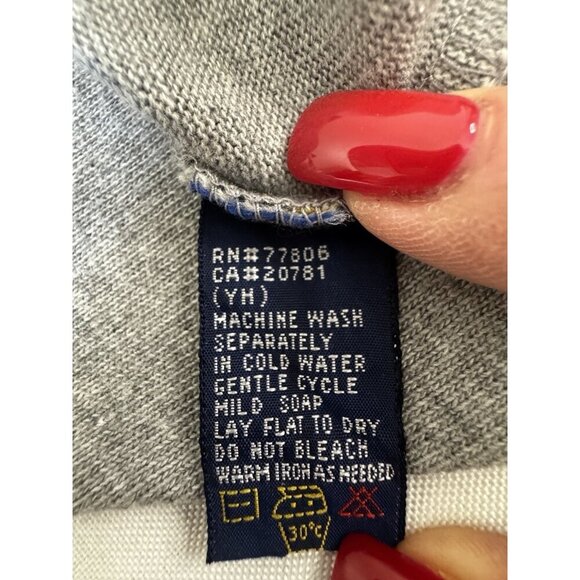 RN#77806
CA#20781
(YH)
MACHINE WASH
SEPARATELY
IN COLD WATER
GENTLE CYCLE
MILD SOAP
LAY FLAT TO DRY
DO NOT BLEACH
WARM IRON AS NEEDED
30°C